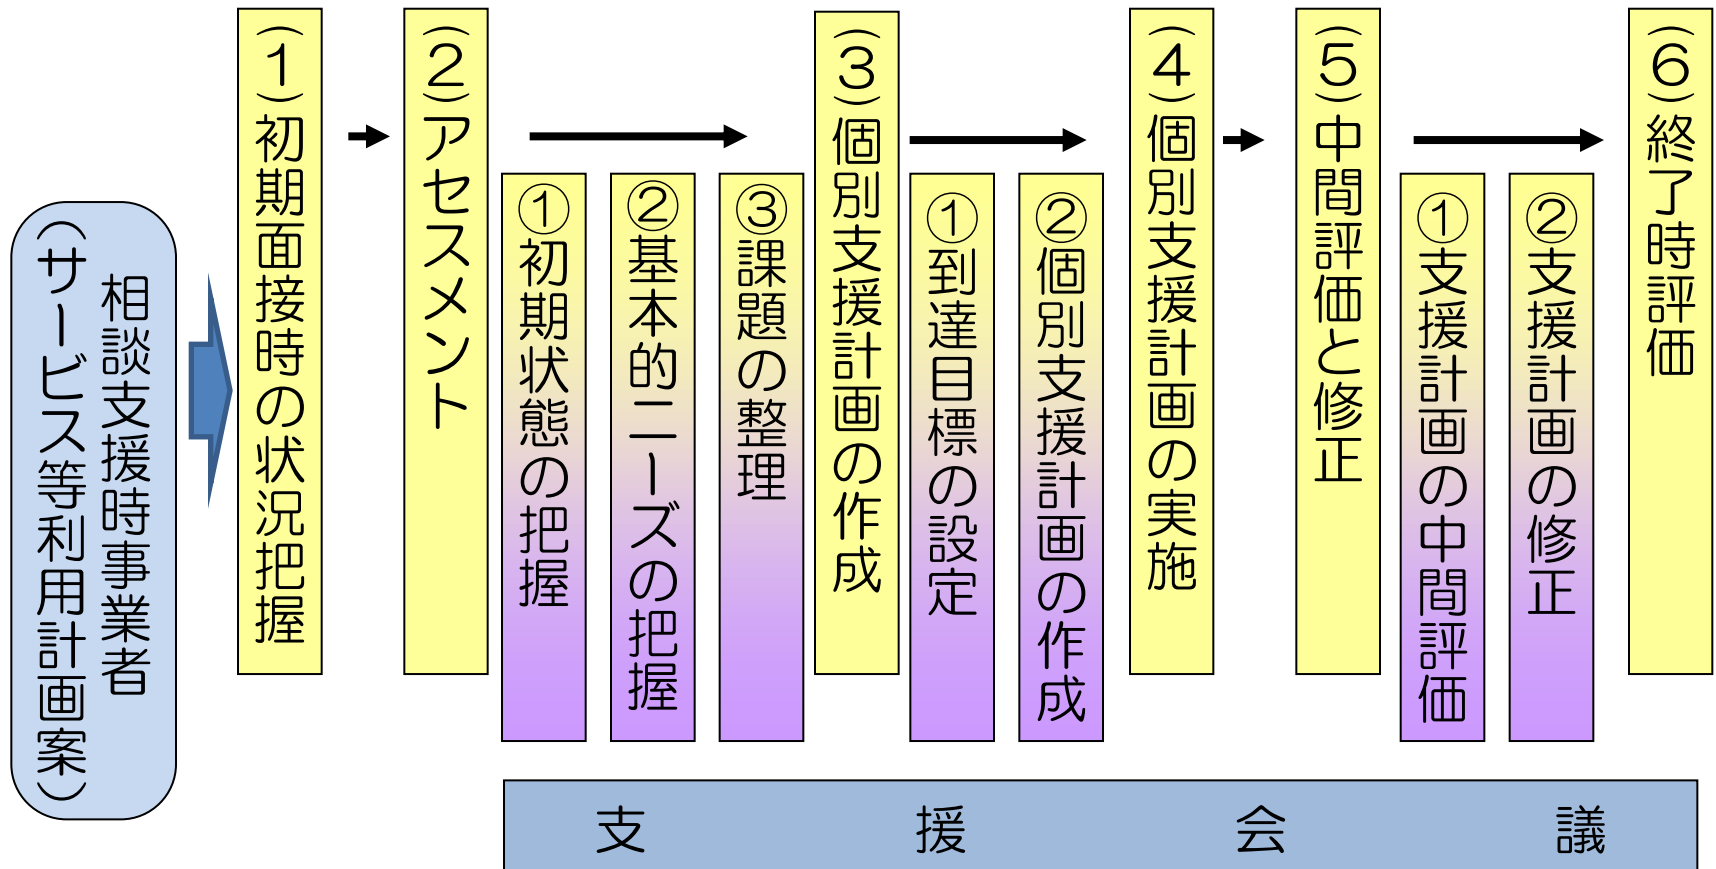 相談支援時事業者
（サービス等利用計画案）
（１）初期面接時の状況把握
（２）アセスメント
①初期状態の把握
②基本的ニーズの把握
③課題の整理
（３）個別支援計画の作成
①到達目標の設定
②個別支援計画の作成
（４）個別支援計画の実施
（５）中間評価と修正
①支援計画の中間評価
②支援計画の修正
（６）終了時評価
支援会議